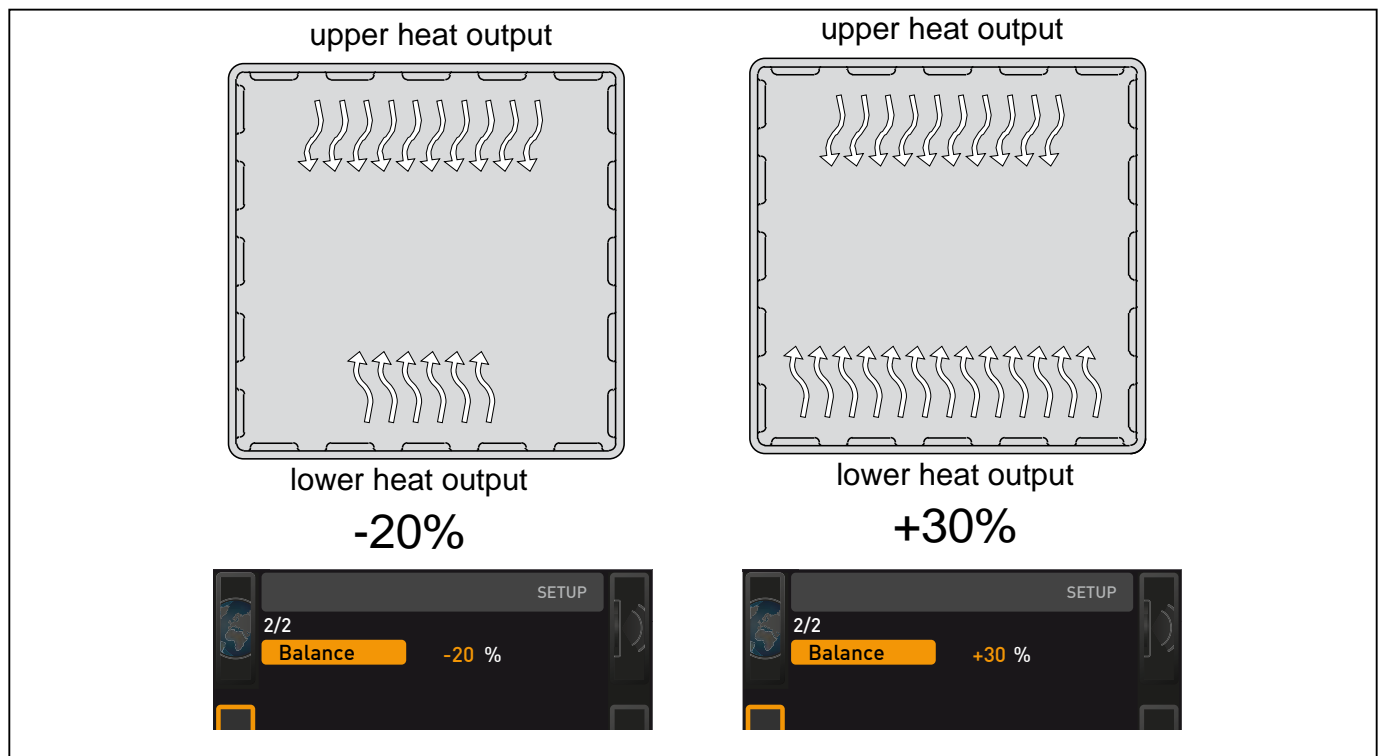 upper heat output
lower heat output
-20%
SETUP
2/2
Balance -20 %
upper heat output
lower heat output
+30%
SETUP
2/2
Balance +30 %